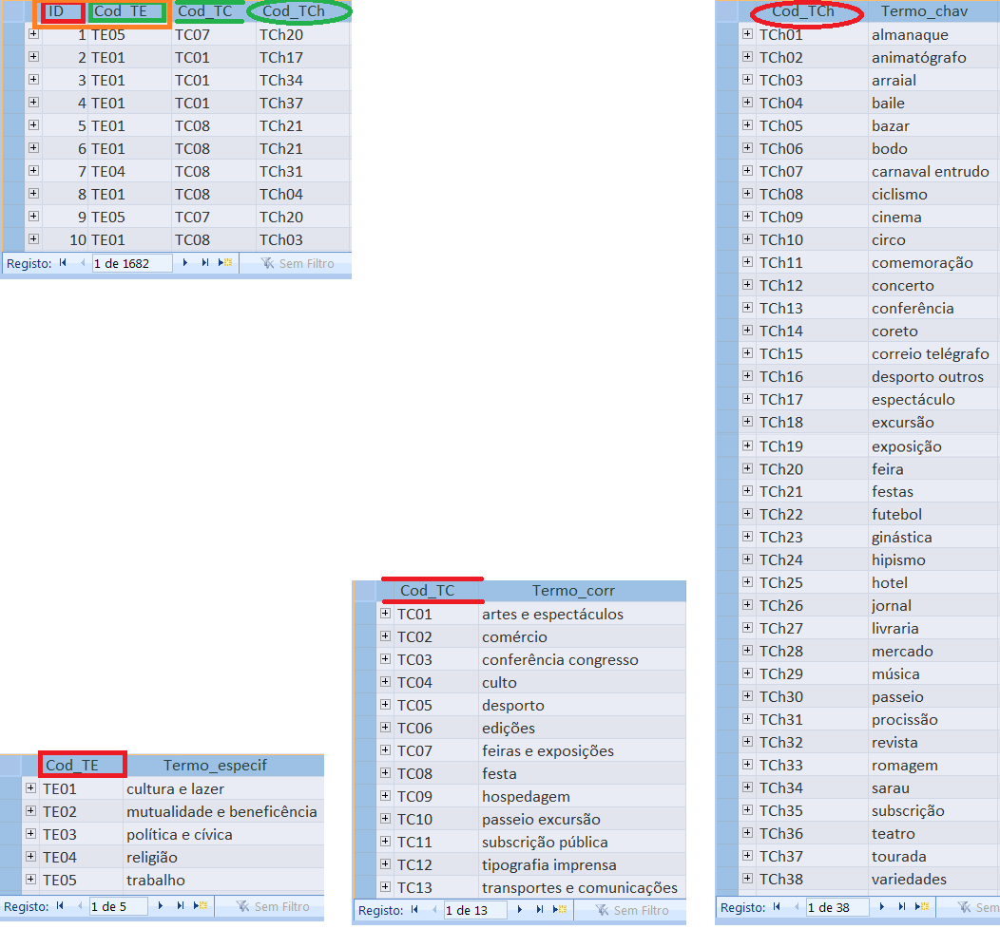 ID Cod_TE Cod_TC Cod_TCh
1 TE05 TC07 TCh20
2 TE01 TC01 TCh17
3 TE01 TC01 TCh34
4 TE01 TC01 TCh37
5 TE01 TC08 TCh21
6 TE01 TC08 TCh21
7 TE04 TC08 TCh31
8 TE01 TC08 TCh04
9 TE05 TC07 TCh20
10 TE01 TC08 TCh03
Registo: 1 de 1682 Sem Filtro
Cod_TCh Termo_chav
TCh01 almanaque
TCh02 animatógrafo
TCh03 arraial
TCh04 baile
TCh05 bazar
TCh06 bodo
TCh07 carnaval entrudo
TCh08 ciclismo
TCh09 cinema
TCh10 circo
TCh11 comemoração
TCh12 concerto
TCh13 conferência
TCh14 coreto
TCh15 correio telégrafo
TCh16 desporto outros
TCh17 espectáculo
TCh18 excursão
TCh19 exposição
TCh20 feira
TCh21 festas
TCh22 futebol
TCh23 ginástica
TCh24 hipismo
TCh25 hotel
TCh26 jornal
TCh27 livraria
TCh28 mercado
TCh29 música
TCh30 passeio
TCh31 procissão
TCh32 revista
TCh33 romagem
TCh34 sarau
TCh35 subscrição
TCh36 teatro
TCh37 tourada
TCh38 variedades
Registo: 1 de 38 Sem
Cod_TC Termo_corr
TC01 artes e espectáculos
TC02 comércio
TC03 conferência congresso
TC04 culto
TC05 desporto
TC06 edições
TC07 feiras e exposições
TC08 festa
TC09 hospedagem
TC10 passeio excursão
TC11 subscrição pública
TC12 tipografia imprensa
TC13 transportes e comunicações
Registo: 1 de 13 Sem Filtro
Cod_TE Termo_especif
TE01 cultura e lazer
TE02 mutualidade e beneficência
TE03 política e cívica
TE04 religião
TE05 trabalho
Registo: 1 de 5 Sem Filtro